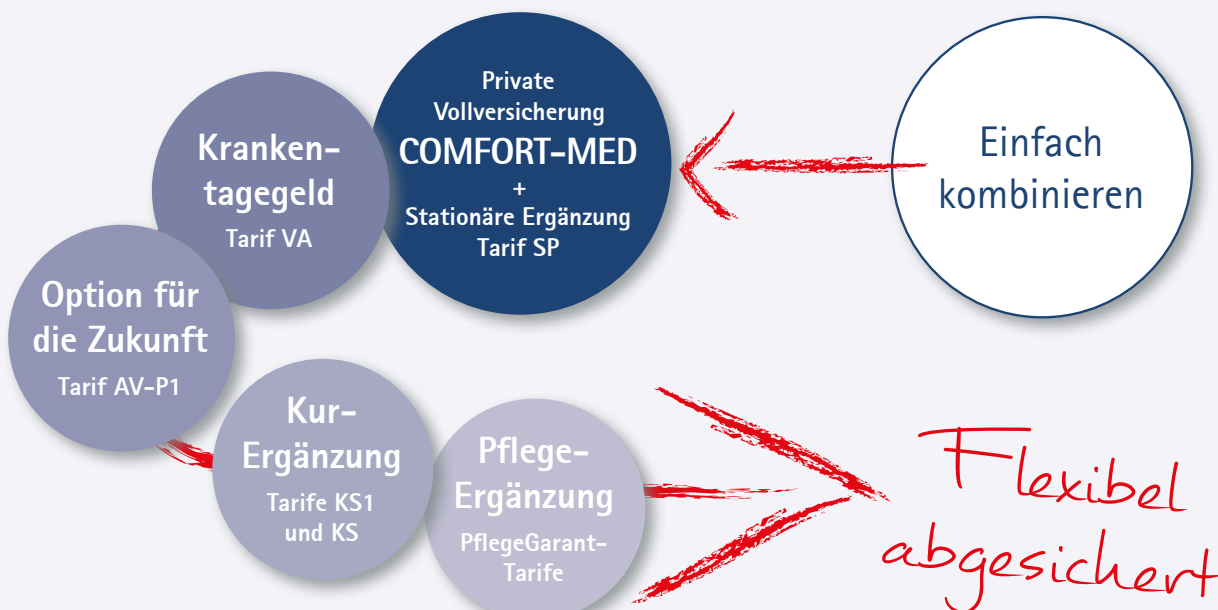 Private
Vollversicherung
COMFORT-MED
+
Stationäre Ergänzung
Tarif SP
Einfach
kombinieren
Kranken-
tagegeld
Tarif VA
Option für
die Zukunft
Tarif AV-P1
Kur-
Ergänzung
Tarife KS1
und KS
Pflege-
Ergänzung
PflegeGarant-
Tarife
Flexibel
abgesichert